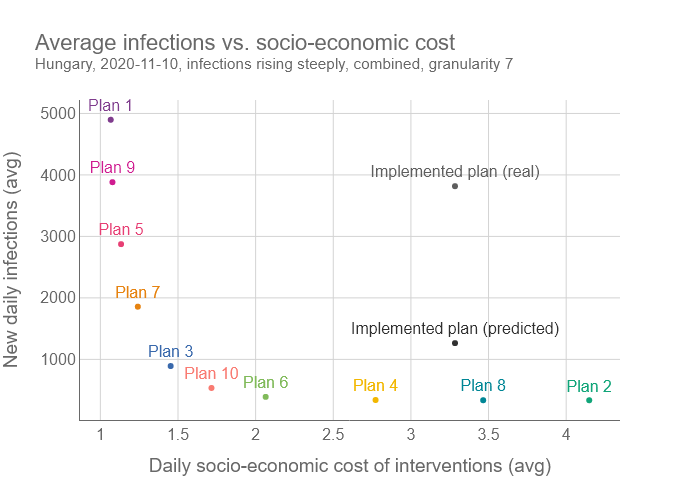 Average infections vs. socio-economic cost
Hungary, 2020-11-10, infections rising steeply, combined, granularity 7
New daily infections (avg)
5000
4000
3000
2000
1000
Plan 1
Plan 9
Implemented plan (real)
Plan 5
Plan 7
Implemented plan (predicted)
Plan 3
Plan 10
Plan 6
Plan 4
Plan 8
Plan 2
1
1.5
2
2.5
3
3.5
4
Daily socio-economic cost of interventions (avg)